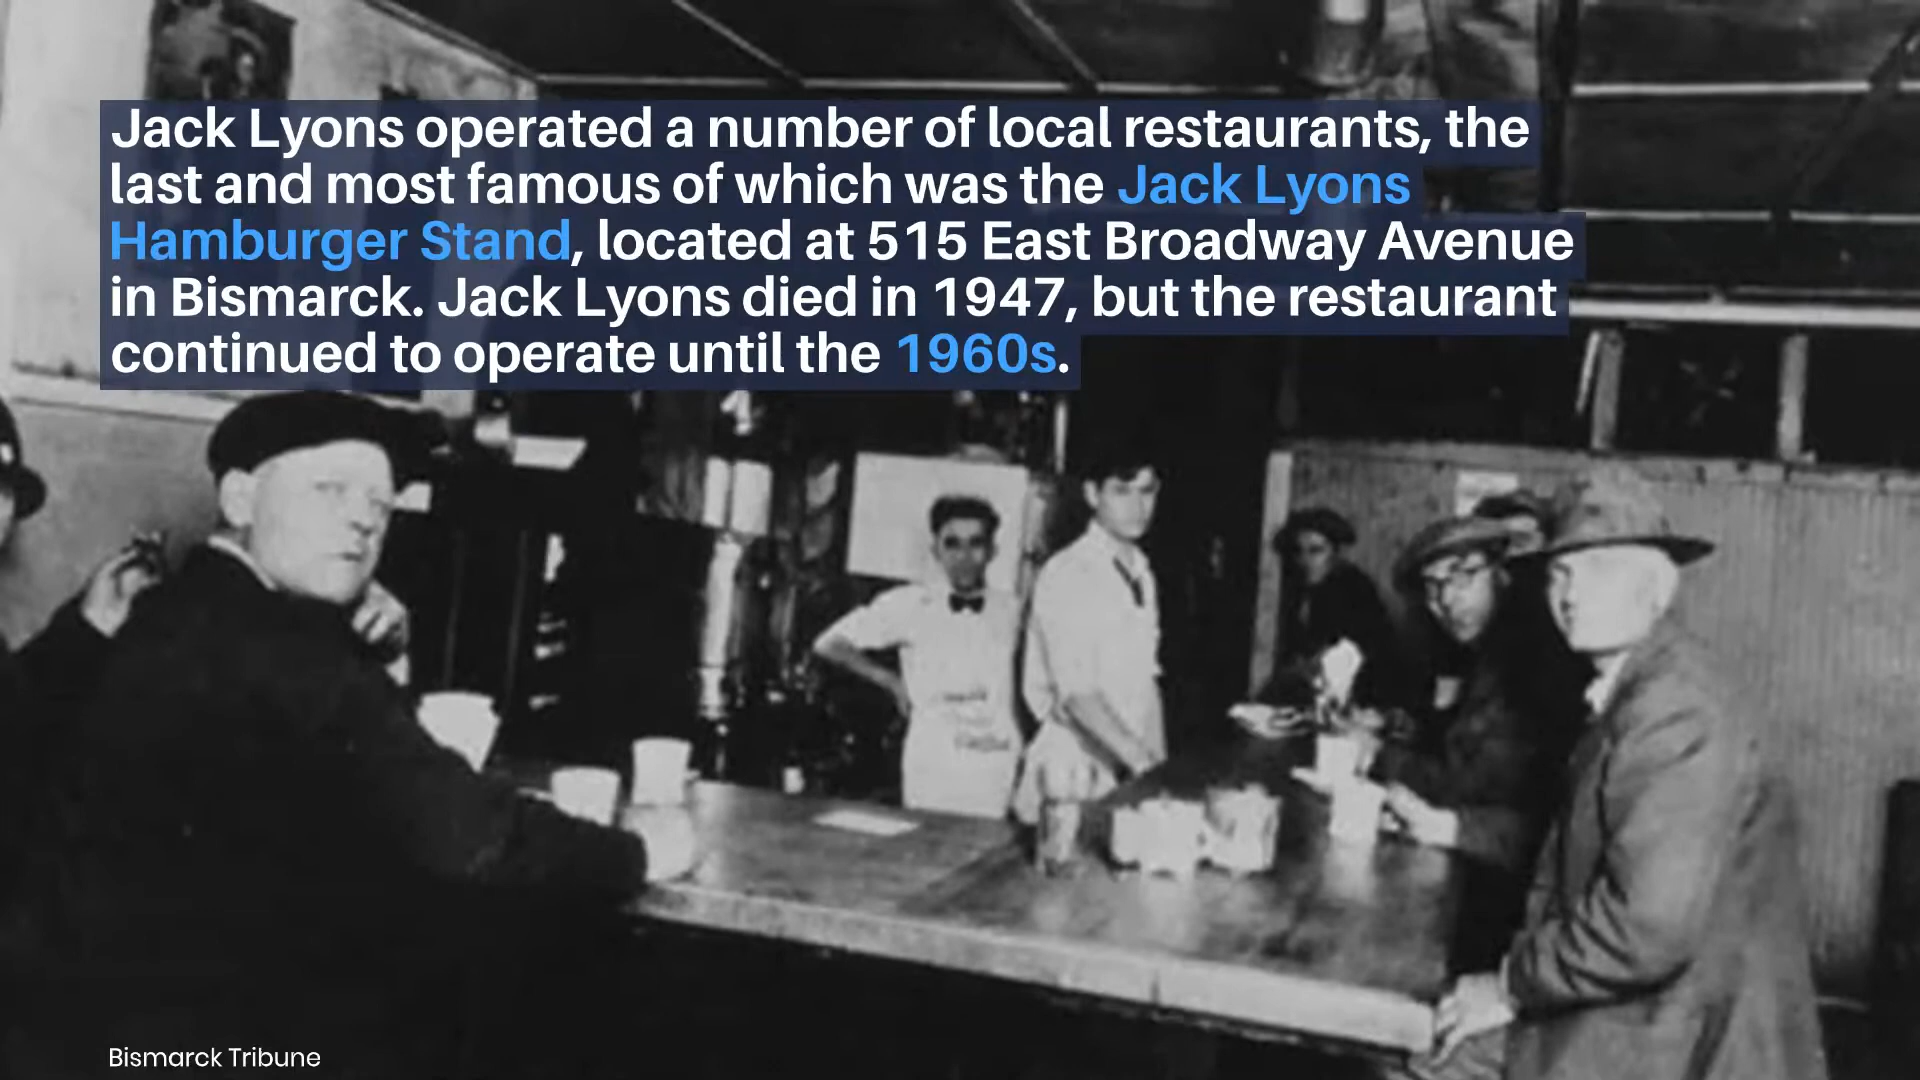 Jack Lyons operated a number of local restaurants, the
last and most famous of which was the Jack Lyons
Hamburger Stand, located at 515 East Broadway Avenue
in Bismarck. Jack Lyons died in 1947, but the restaurant
continued to operate until the 1960s.
Bismarck Tribune